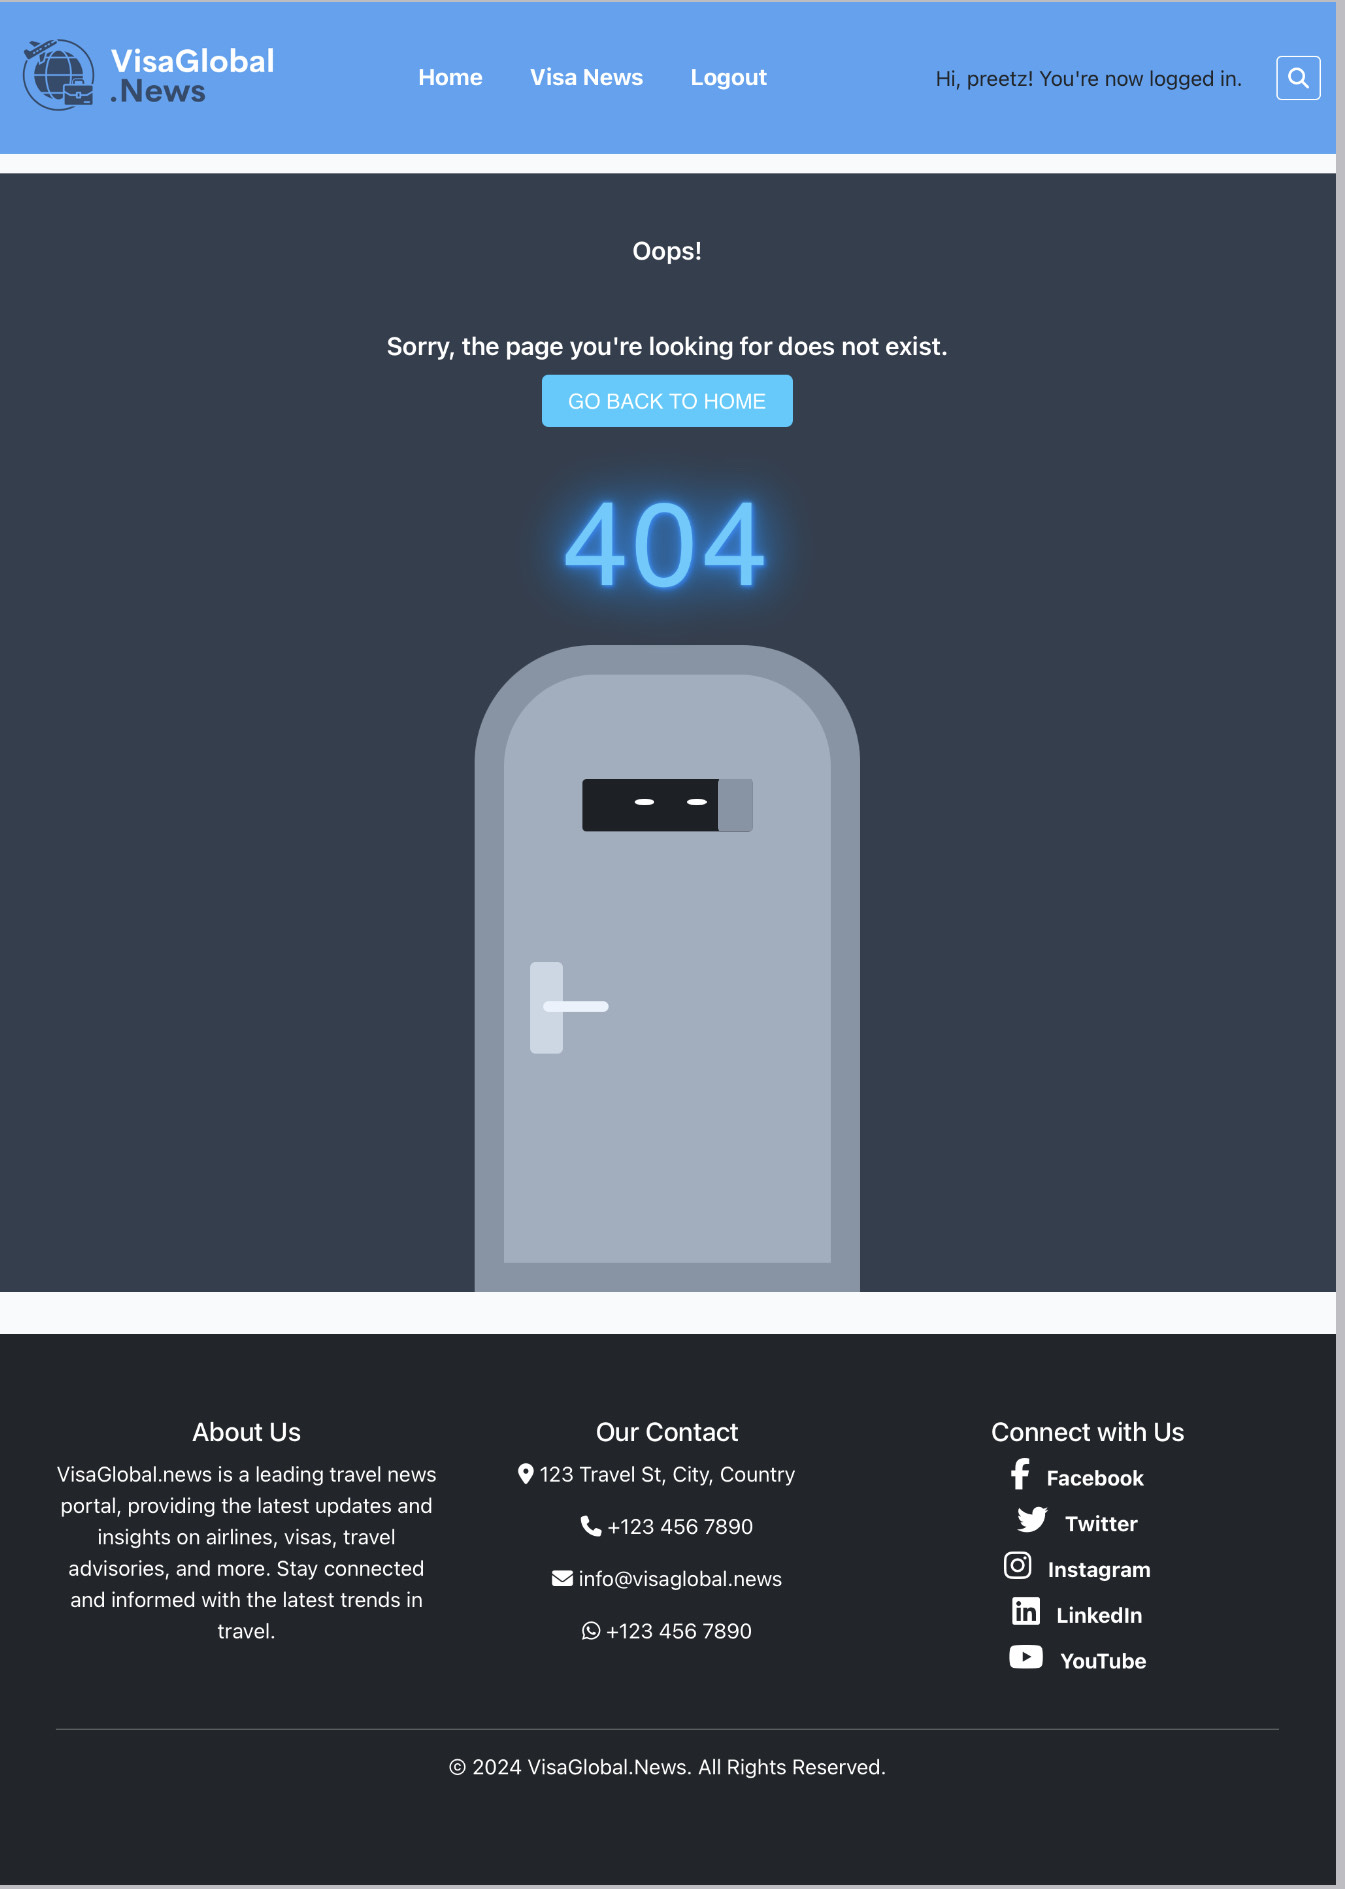 VisaGlobal
.News
Home
Visa News
Logout
Hi, preetz! You're now logged in.
Oops!
Sorry, the page you're looking for does not exist.
GO BACK TO HOME
404
About Us
VisaGlobal.news is a leading travel news
portal, providing the latest updates and
insights on airlines, visas, travel
advisories, and more. Stay connected
and informed with the latest trends in
travel.
Our Contact
123 Travel St, City, Country
+123 456 7890
info@visaglobal.news
+123 456 7890
Connect with Us
Facebook
Twitter
Instagram
LinkedIn
YouTube
© 2024 VisaGlobal.News. All Rights Reserved.